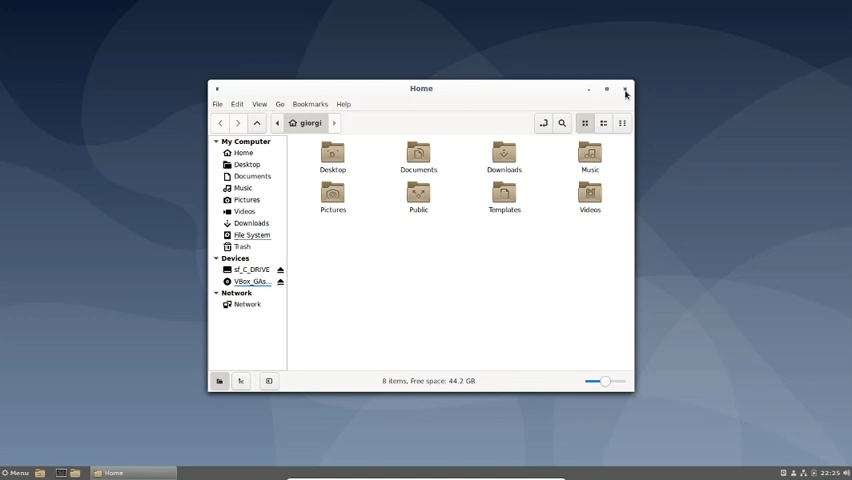 Home
File Edit View Go Bookmarks Help
giorgi
My Computer
Home
Desktop
Documents
Music
Pictures
Videos
Downloads
File System
Trash
Devices
sf_C_DRIVE
VBox_GAs...
Network
Network
Desktop Documents Downloads Music
Pictures Public Templates Videos
8 items, Free space: 44.2 GB
Menu Home 22:25